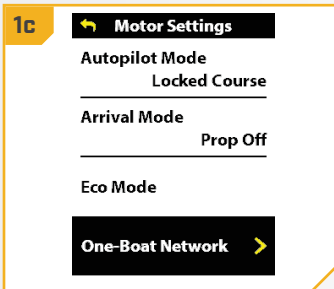 1c
Motor Settings
Autopilot Mode
Locked Course
Arrival Mode
Prop Off
Eco Mode
One-Boat Network